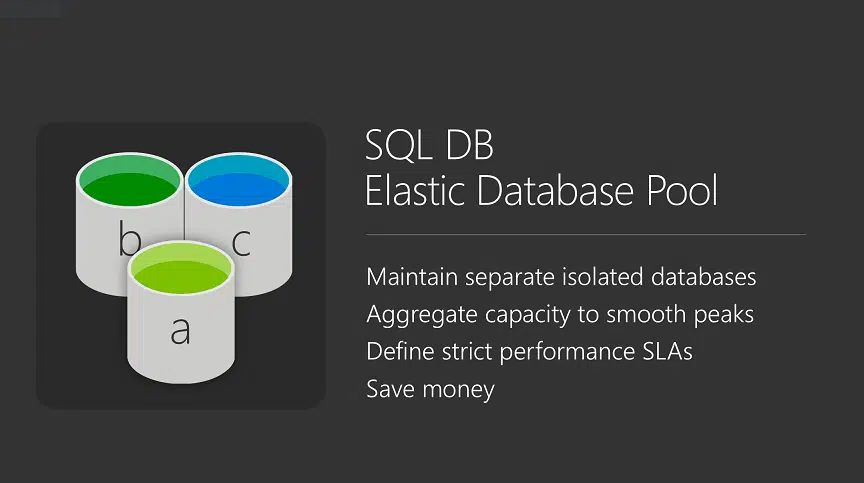 SQL DB
Elastic Database Pool
Maintain separate isolated databases
Aggregate capacity to smooth peaks
Define strict performance SLAs
Save money
b
c
a